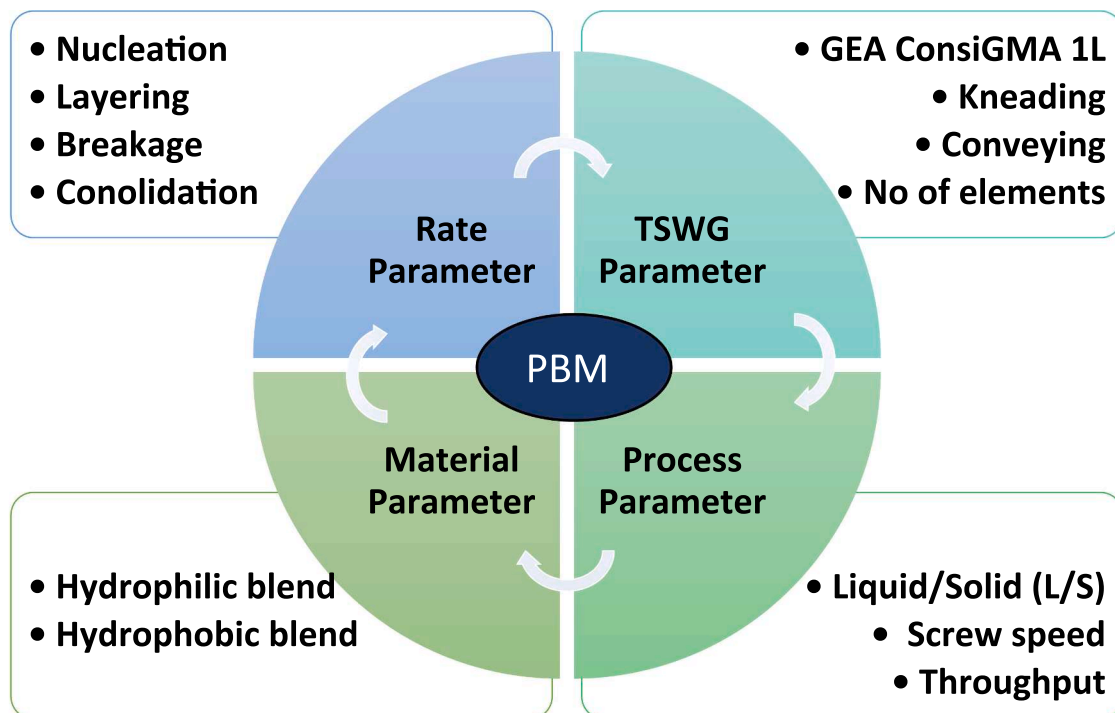 • Nucleation
• Layering
• Breakage
• Conolidation
• GEA ConsiGMA 1L
• Kneading
• Conveying
• No of elements
Rate
Parameter
TSWG
Parameter
PBM
Material
Parameter
Process
Parameter
• Hydrophilic blend
• Hydrophobic blend
• Liquid/Solid (L/S)
• Screw speed
• Throughput